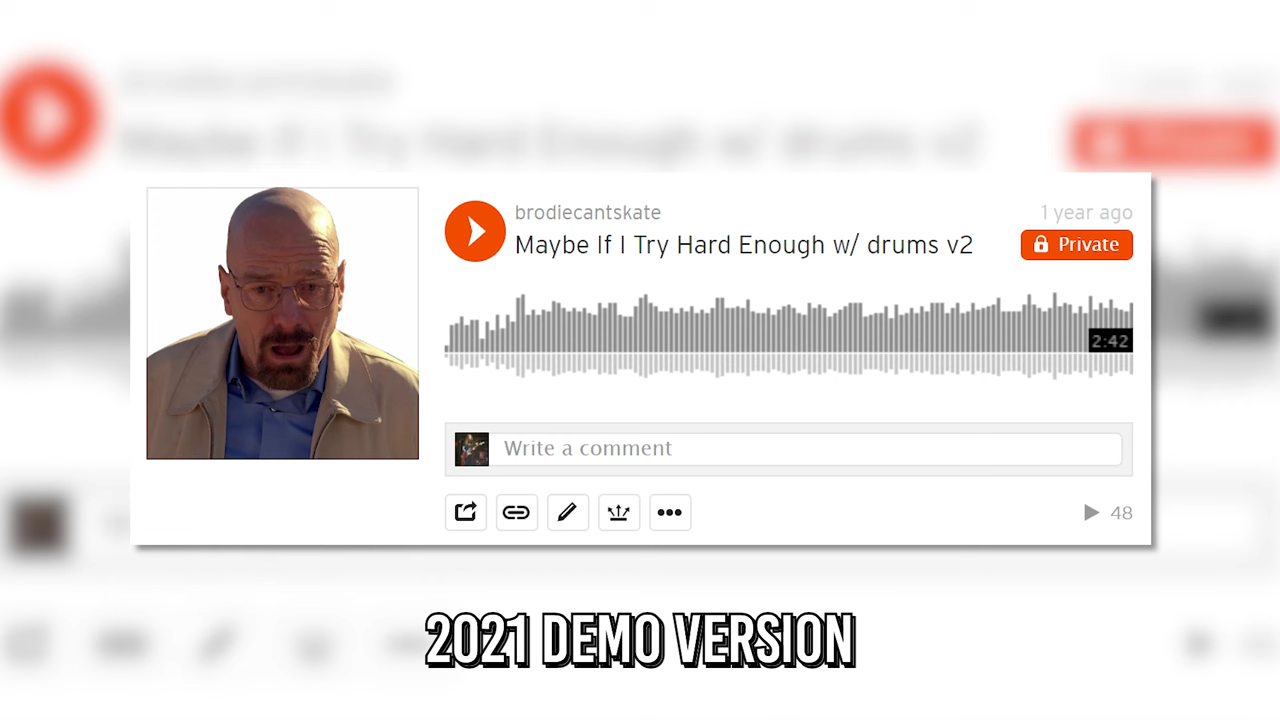 brodiecantskate
1 year ago
Maybe If I Try Hard Enough w/ drums v2
Private
2:42
Write a comment
48
2021 DEMO VERSION